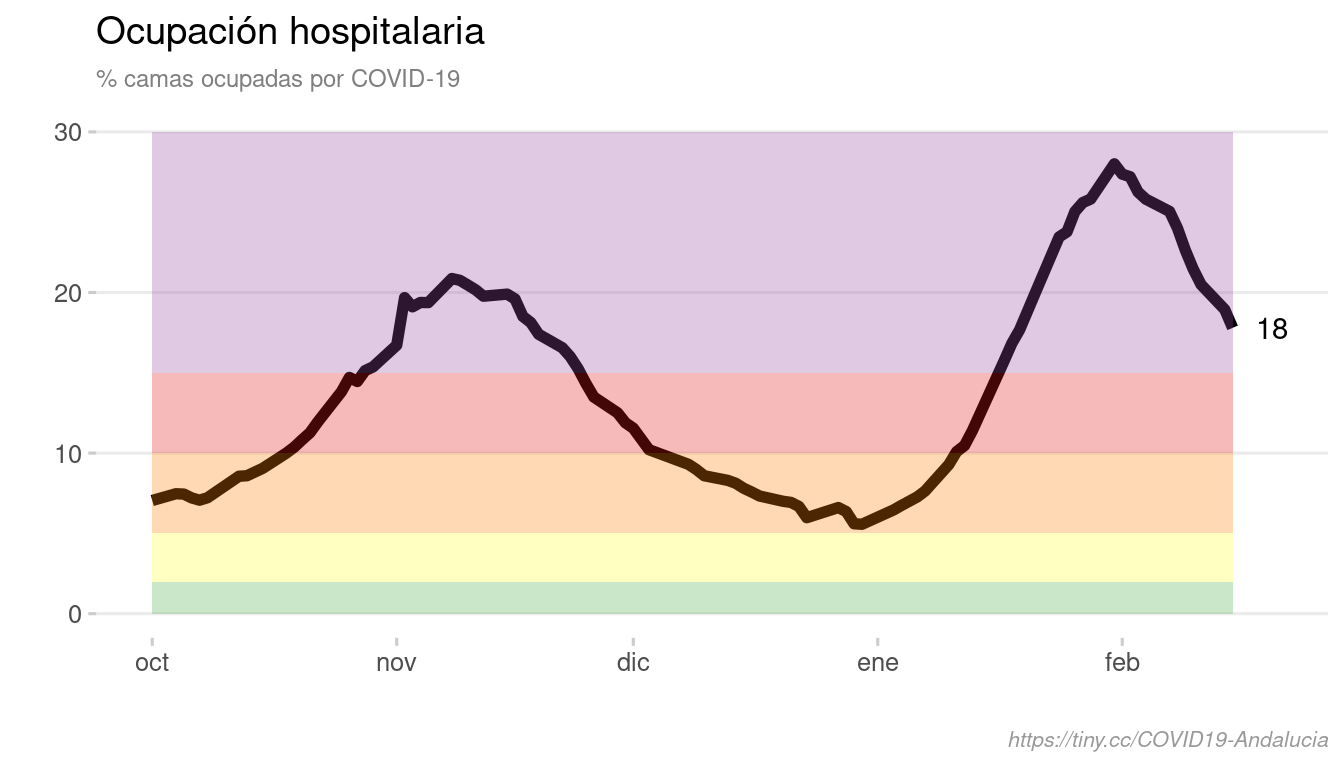 Ocupación hospitalaria
% camas ocupadas por COVID-19
30
20
18
10
0
oct nov dic ene feb
https://tiny.cc/COVID19-Andalucia